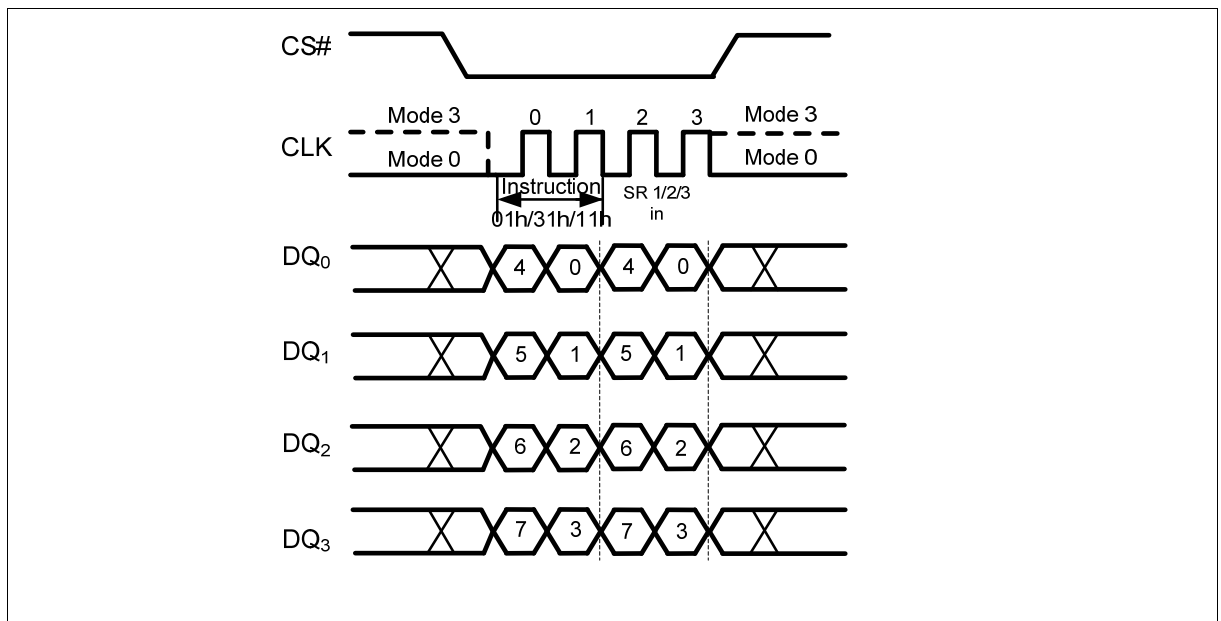 CS#
Mode 3 0 1 2 3 Mode 3
CLK
Mode 0 Mode 0
Instruction SR 1/2/3
01h/31h/11h in
DQ0 4 0 4 0
DQ1 5 1 5 1
DQ2 6 2 6 2
DQ3 7 3 7 3